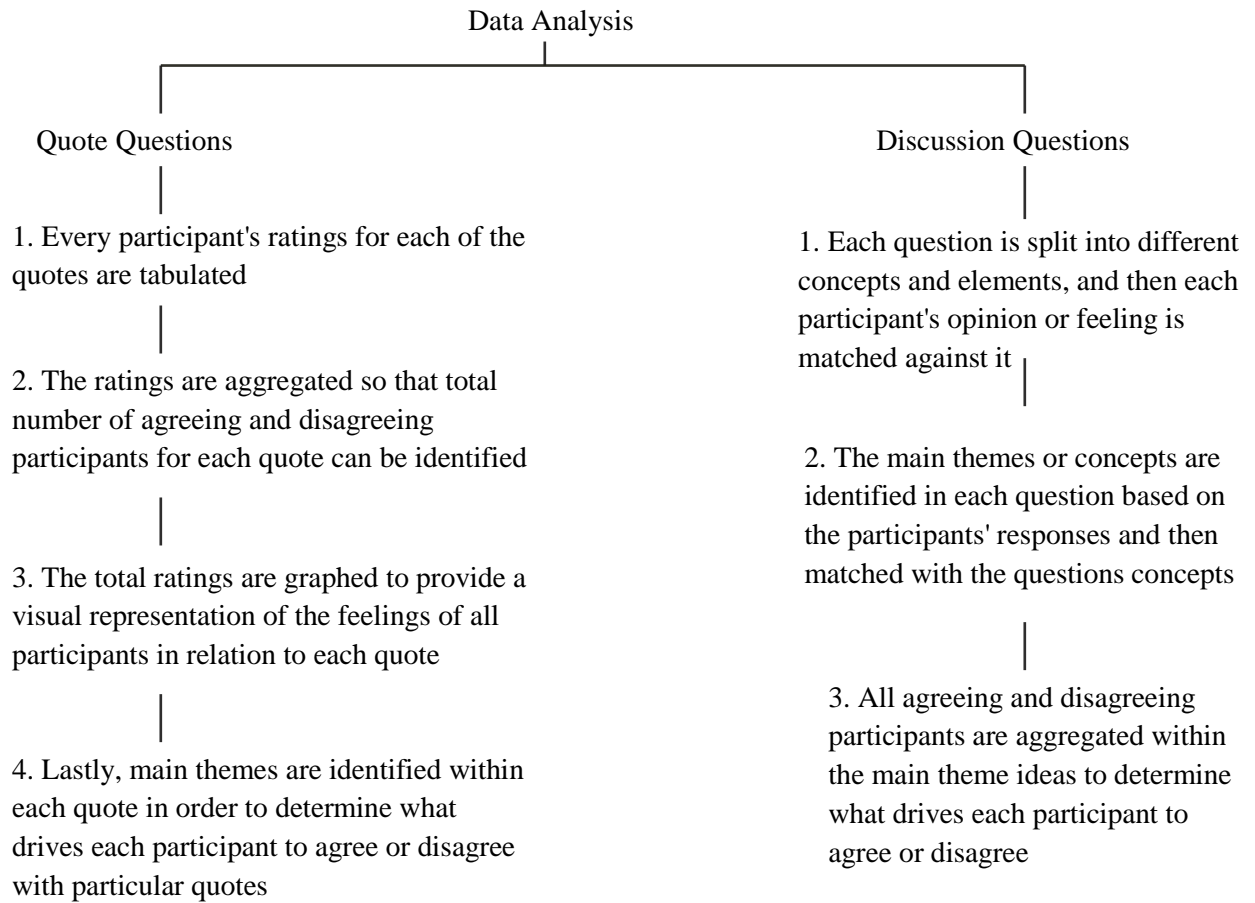 Data Analysis
Quote Questions
1. Every participant's ratings for each of the
quotes are tabulated
2. The ratings are aggregated so that total
number of agreeing and disagreeing
participants for each quote can be identified
3. The total ratings are graphed to provide a
visual representation of the feelings of all
participants in relation to each quote
4. Lastly, main themes are identified within
each quote in order to determine what
drives each participant to agree or disagree
with particular quotes
Discussion Questions
1. Each question is split into different
concepts and elements, and then each
participant's opinion or feeling is
matched against it
2. The main themes or concepts are
identified in each question based on
the participants' responses and then
matched with the questions concepts
3. All agreeing and disagreeing
participants are aggregated within
the main theme ideas to determine
what drives each participant to
agree or disagree